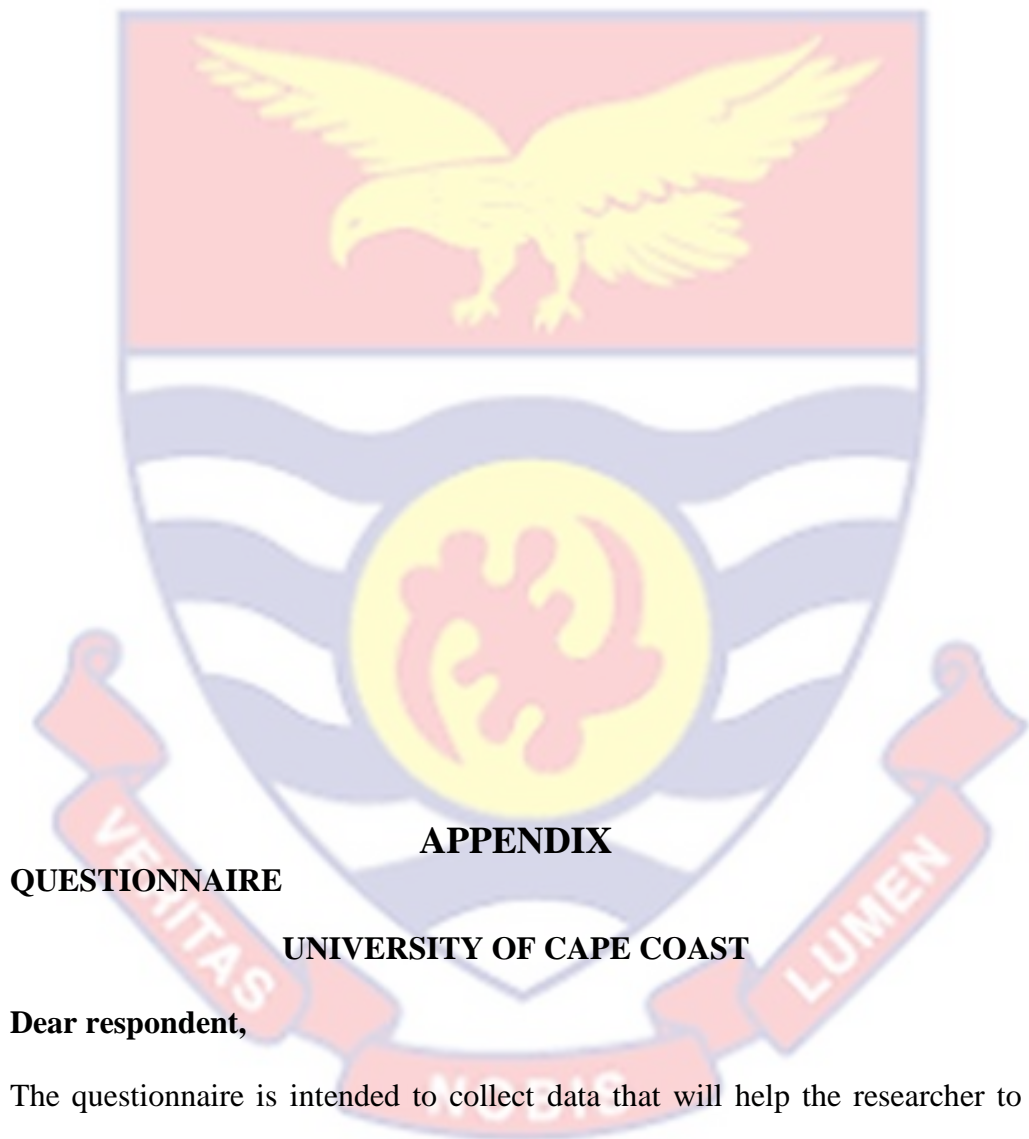 APPENDIX
QUESTIONNAIRE
UNIVERSITY OF CAPE COAST
Dear respondent,
The questionnaire is intended to collect data that will help the researcher to
VERITAS
NOBIS
LUMEN